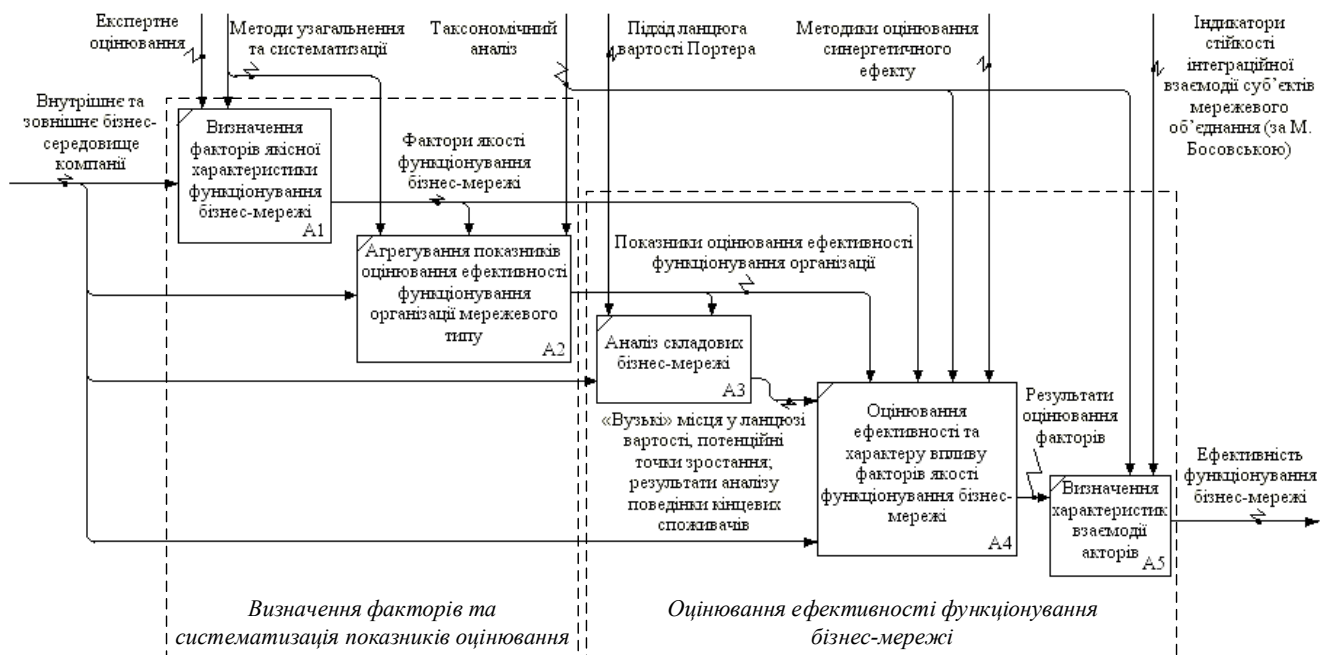 Експертне
оцінювання
Методи узагальнення
та систематизації
Таксономічний
аналіз
Підхід ланцюга
вартості Портера
Методики оцінювання
синергетичного
ефекту
Індикатори
стійкості
інтеграційної
взаємодії суб’єктів
мережевого
об’єднання (за М.
Босовською)
Внутрішнє та
зовнішнє бізнес-
середовище
компанії
Визначення
факторів якісної
характеристики
функціонування
бізнес-мережі
A1
Фактори якості
функціонування
бізнес-мережі
Агрегування показників
оцінювання ефективності
функціонування
організації мережевого
типу
A2
Показники оцінювання ефективності
функціонування організації
Аналіз складових
бізнес-мережі
A3
«Вузькі» місця у ланцюзі
вартості, потенційні
точки зростання;
результати аналізу
поведінки кінцевих
споживачів
Оцінювання
ефективності та
характеру впливу
факторів якості
функціонування бізнес-
мережі
A4
Результати
оцінювання
факторів
Визначення
характеристик
взаємодії
акторів
A5
Ефективність
функціонування
бізнес-мережі
Визначення факторів та
систематизація показників оцінювання
Оцінювання ефективності функціонування
бізнес-мережі